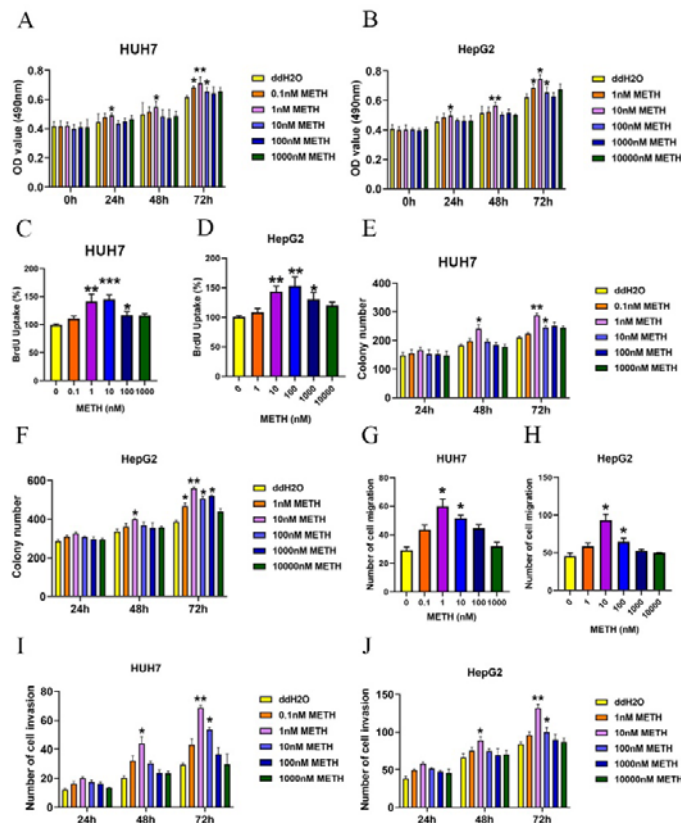 A
HUH7
OD value (490nm)
0.8
0.6
0.4
0.2
0.0
* * * * * **
0h 24h 48h 72h
ddH2O
0.1nM METH
1nM METH
10nM METH
100nM METH
1000nM METH
B
HepG2
OD value (490nm)
0.8
0.6
0.4
0.2
0.0
* ** * * *
0h 24h 48h 72h
ddH2O
1nM METH
10nM METH
100nM METH
1000nM METH
10000nM METH
C
HUH7
BrdU Uptake (%)
200
150
100
50
0
** *** *
0 0.1 1 10 100 1000
METH (nM)
D
HepG2
BrdU Uptake (%)
200
150
100
50
0
** ** *
0 1 10 100 1000 10000
METH (nM)
E
HUH7
Colony number
400
300
200
100
0
* ** *
24h 48h 72h
ddH2O
0.1nM METH
1nM METH
10nM METH
100nM METH
1000nM METH
F
HepG2
Colony number
600
400
200
0
* * ** * *
24h 48h 72h
ddH2O
1nM METH
10nM METH
100nM METH
1000nM METH
10000nM METH
G
HUH7
Number of cell migration
80
60
40
20
0
* *
0 0.1 1 10 100 1000
METH (nM)
H
HepG2
Number of cell migration
150
100
50
0
* *
0 1 10 100 1000 10000
METH (nM)
I
HUH7
Number of cell invasion
80
60
40
20
0
* ** *
24h 48h 72h
ddH2O
0.1nM METH
1nM METH
10nM METH
100nM METH
1000nM METH
J
HepG2
Number of cell invasion
150
100
50
0
* ** *
24h 48h 72h
ddH2O
1nM METH
10nM METH
100nM METH
1000nM METH
10000nM METH